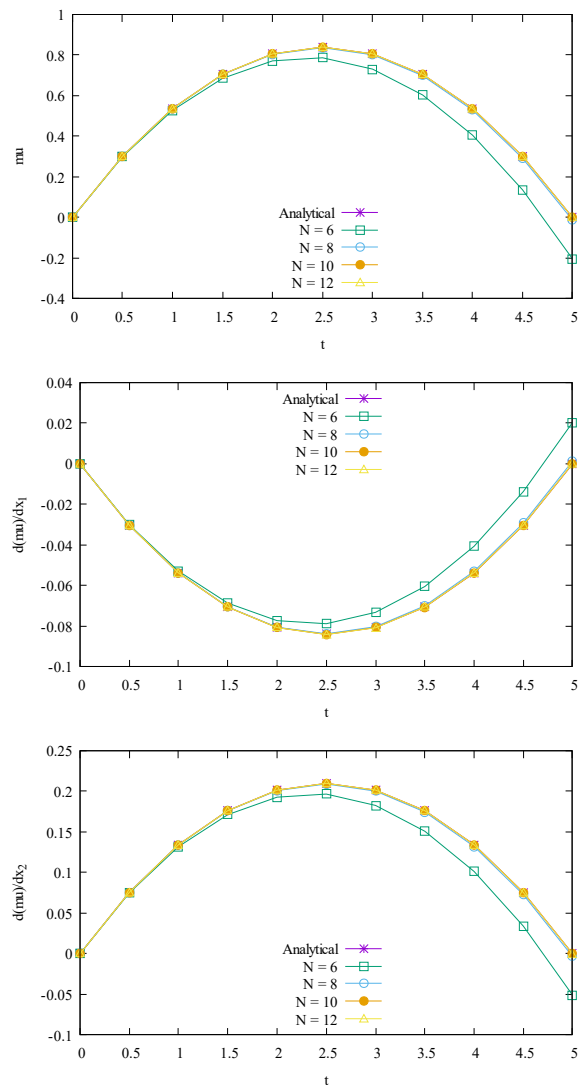 1
0.8
0.6
0.4
0.2
0
-0.2
-0.4
mu
Analytical
N = 6
N = 8
N = 10
N = 12
0 0.5 1 1.5 2 2.5 3 3.5 4 4.5 5
t
0.04
0.02
0
-0.02
-0.04
-0.06
-0.08
-0.1
d(mu)/dx1
Analytical
N = 6
N = 8
N = 10
N = 12
0 0.5 1 1.5 2 2.5 3 3.5 4 4.5 5
t
0.25
0.2
0.15
0.1
0.05
0
-0.05
-0.1
d(mu)/dx2
Analytical
N = 6
N = 8
N = 10
N = 12
0 0.5 1 1.5 2 2.5 3 3.5 4 4.5 5
t